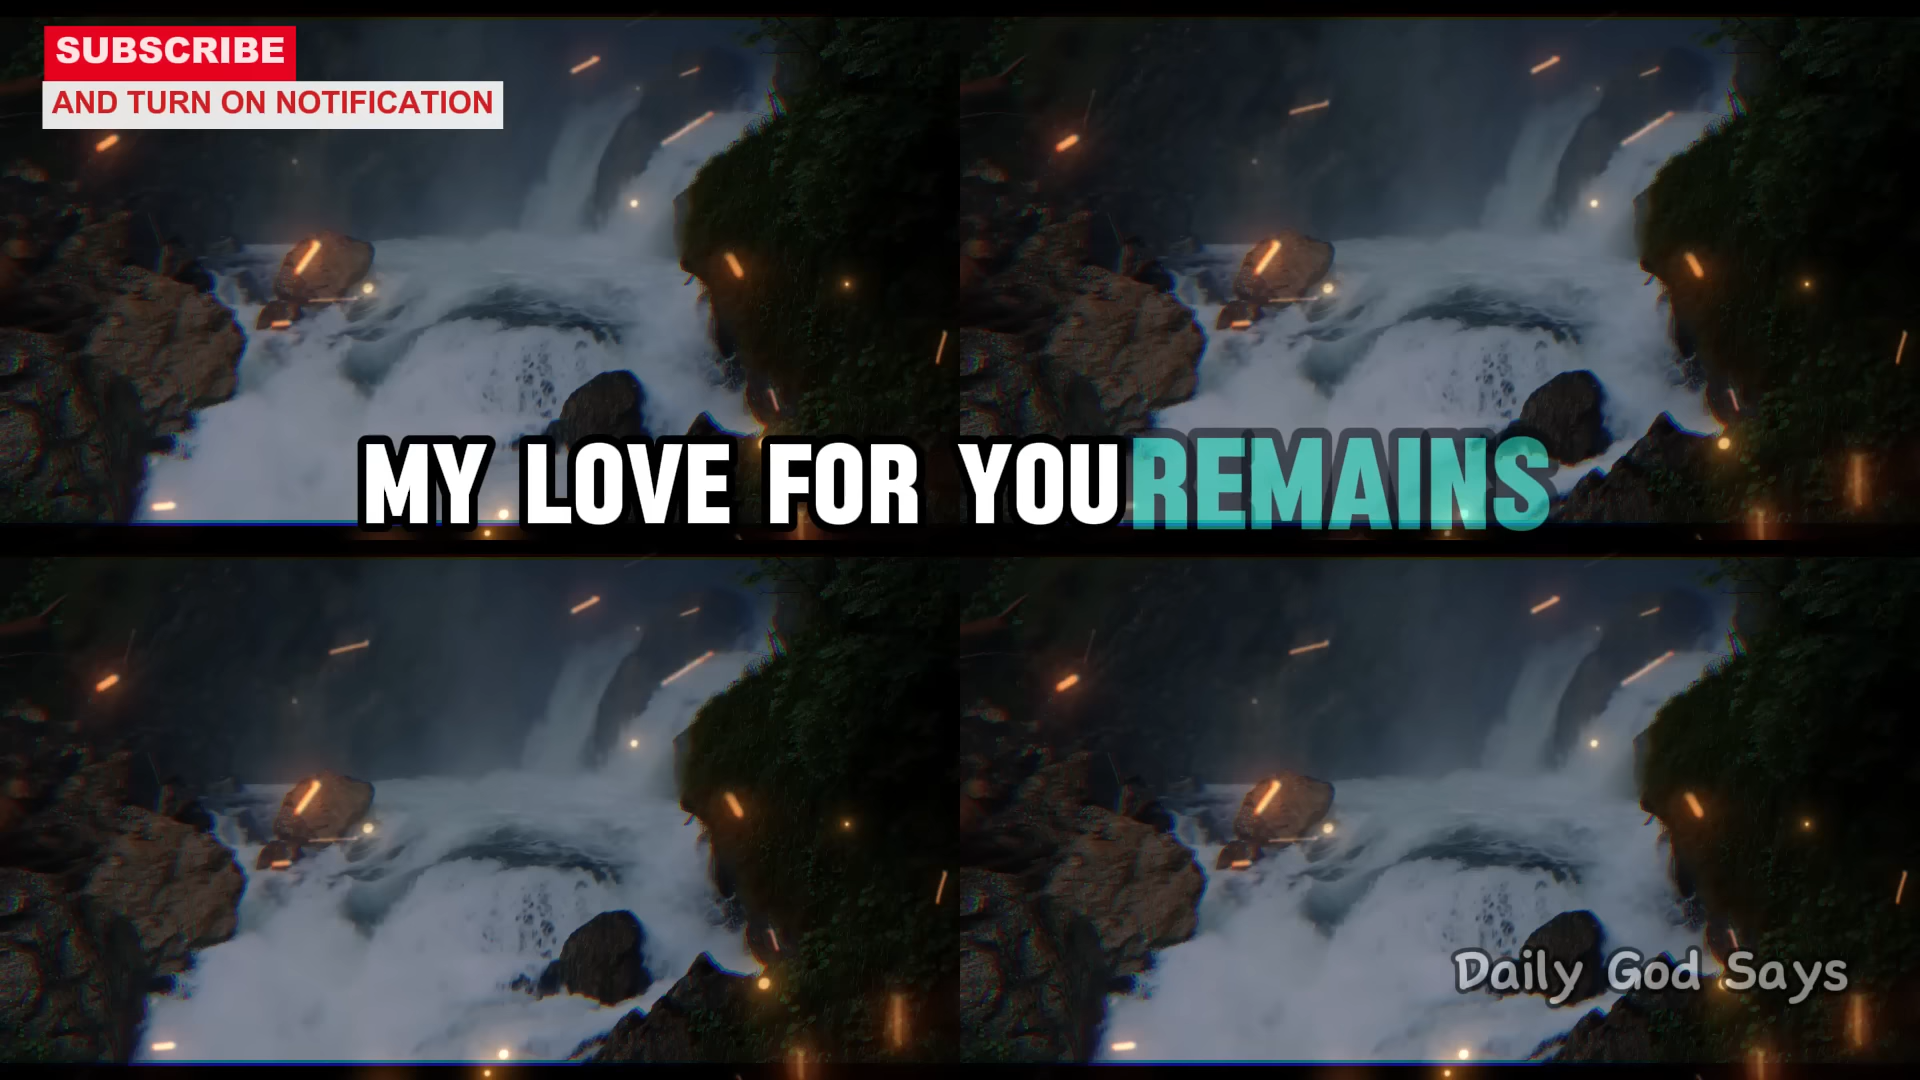 SUBSCRIBE
AND TURN ON NOTIFICATION
MY LOVE FOR YOU REMAINS
Daily God Says